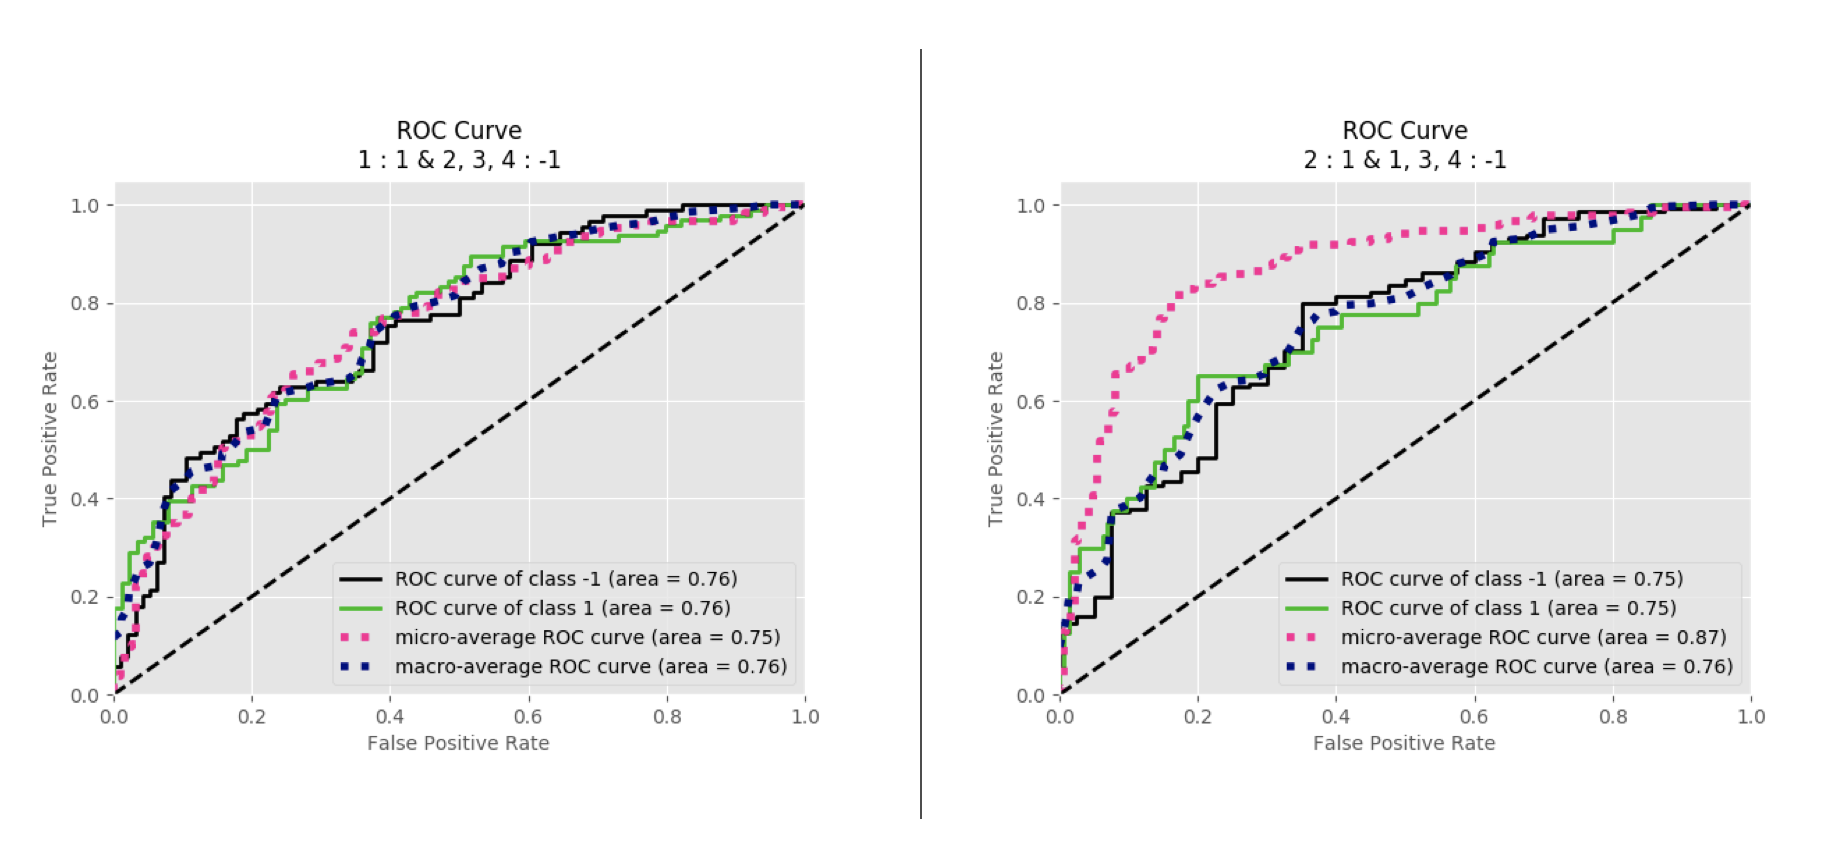 ROC Curve
1 : 1 & 2, 3, 4 : -1
True Positive Rate
1.0
0.8
0.6
0.4
0.2
0.0
ROC curve of class -1 (area = 0.76)
ROC curve of class 1 (area = 0.76)
micro-average ROC curve (area = 0.75)
macro-average ROC curve (area = 0.76)
0.0 0.2 0.4 0.6 0.8 1.0
False Positive Rate
ROC Curve
2 : 1 & 1, 3, 4 : -1
True Positive Rate
1.0
0.8
0.6
0.4
0.2
0.0
ROC curve of class -1 (area = 0.75)
ROC curve of class 1 (area = 0.75)
micro-average ROC curve (area = 0.87)
macro-average ROC curve (area = 0.76)
0.0 0.2 0.4 0.6 0.8 1.0
False Positive Rate